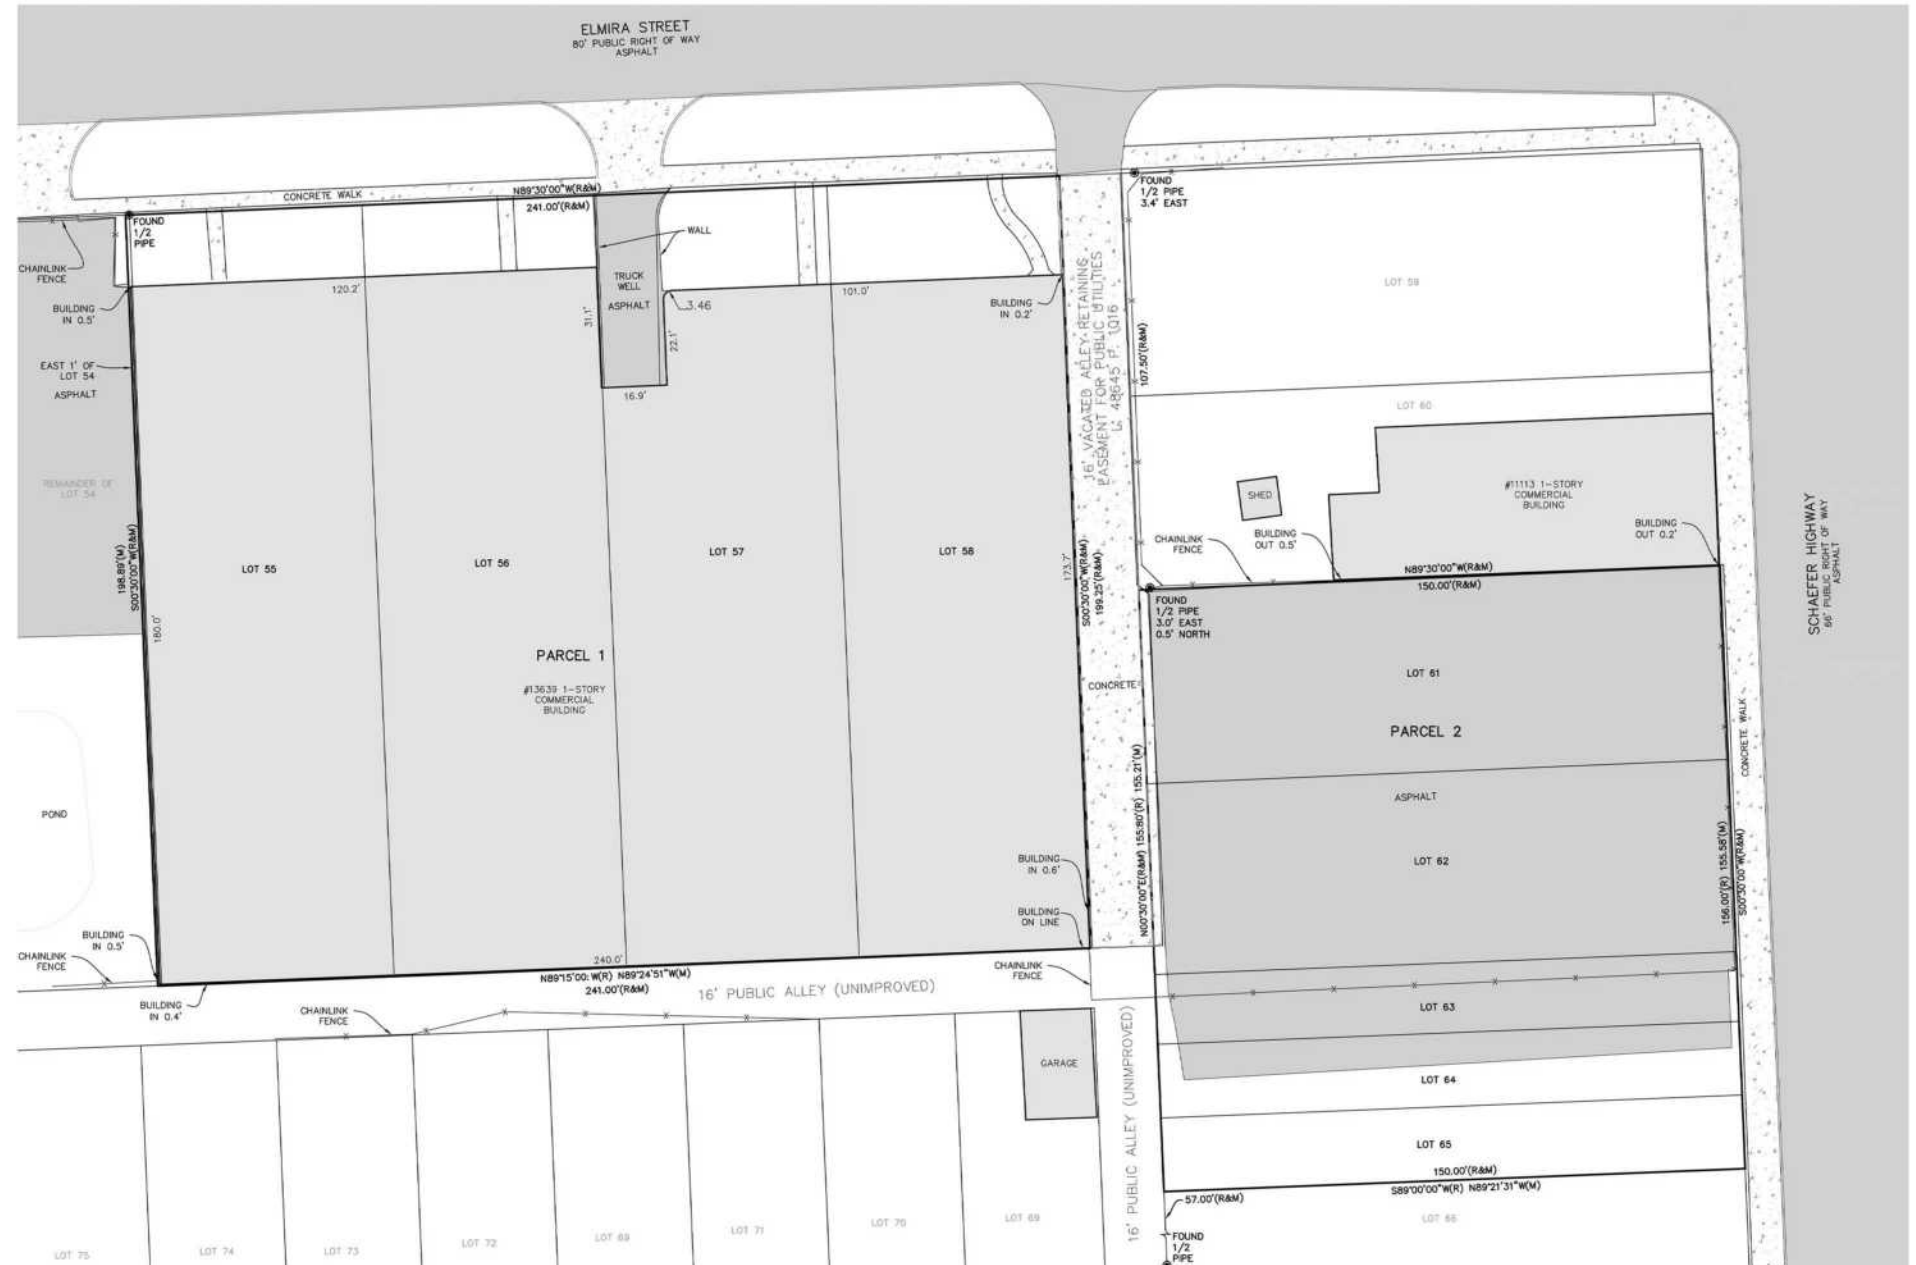 ELMIRA STREET
80' PUBLIC RIGHT OF WAY
ASPHALT
CONCRETE WALK
N89°30'00"W(R&M)
241.00'(R&M)
FOUND
1/2
PIPE
CHAINLINK
FENCE
BUILDING
IN 0.5'
EAST 1' OF
LOT 54
ASPHALT
REMAINDER OF
LOT 54
120.2'
31.1'
TRUCK
WELL
ASPHALT
WALL
3.46
22.1'
16.9'
101.0'
BUILDING
IN 0.2'
16' VACATED ALLEY RETAINING
EASEMENT FOR PUBLIC UTILITIES
L. 48645 P. 1016
FOUND
1/2 PIPE
3.4' EAST
107.50'(R&M)
LOT 59
LOT 60
SHED
#11113 1-STORY
COMMERCIAL
BUILDING
CHAINLINK
FENCE
BUILDING
OUT 0.5'
BUILDING
OUT 0.2'
N89°30'00"W(R&M)
150.00'(R&M)
SCHAEFER HIGHWAY
66' PUBLIC RIGHT OF WAY
ASPHALT
198.89'(M)
S00°30'00"W(R&M)
180.0'
LOT 55
LOT 56
LOT 57
LOT 58
173.7'
S00°30'00"W(R&M)
199.25'(R&M)
FOUND
1/2 PIPE
3.0' EAST
0.5' NORTH
PARCEL 1
#13639 1-STORY
COMMERCIAL
BUILDING
CONCRETE
LOT 61
PARCEL 2
ASPHALT
LOT 62
CONCRETE WALK
N00°30'00"E(R&M) 155.80'(R) 155.21'(M)
156.00'(R) 155.58'(M)
S00°30'00"W(R&M)
POND
BUILDING
IN 0.6'
BUILDING
ON LINE
BUILDING
IN 0.5'
CHAINLINK
FENCE
BUILDING
IN 0.4'
240.0'
N89°15'00:W(R) N89°24'51"W(M)
241.00'(R&M)
16' PUBLIC ALLEY (UNIMPROVED)
CHAINLINK
FENCE
CHAINLINK
FENCE
LOT 63
GARAGE
16' PUBLIC ALLEY (UNIMPROVED)
LOT 64
LOT 65
150.00'(R&M)
S89°00'00"W(R) N89°21'31"W(M)
57.00'(R&M)
LOT 66
FOUND
1/2
PIPE
LOT 75
LOT 74
LOT 73
LOT 72
LOT 69
LOT 71
LOT 70
LOT 69